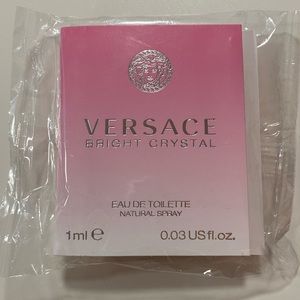 VERSACE
BRIGHT CRYSTAL
EAU DE TOILETTE
NATURAL SPRAY
1ml ℮ 0.03 US fl.oz.